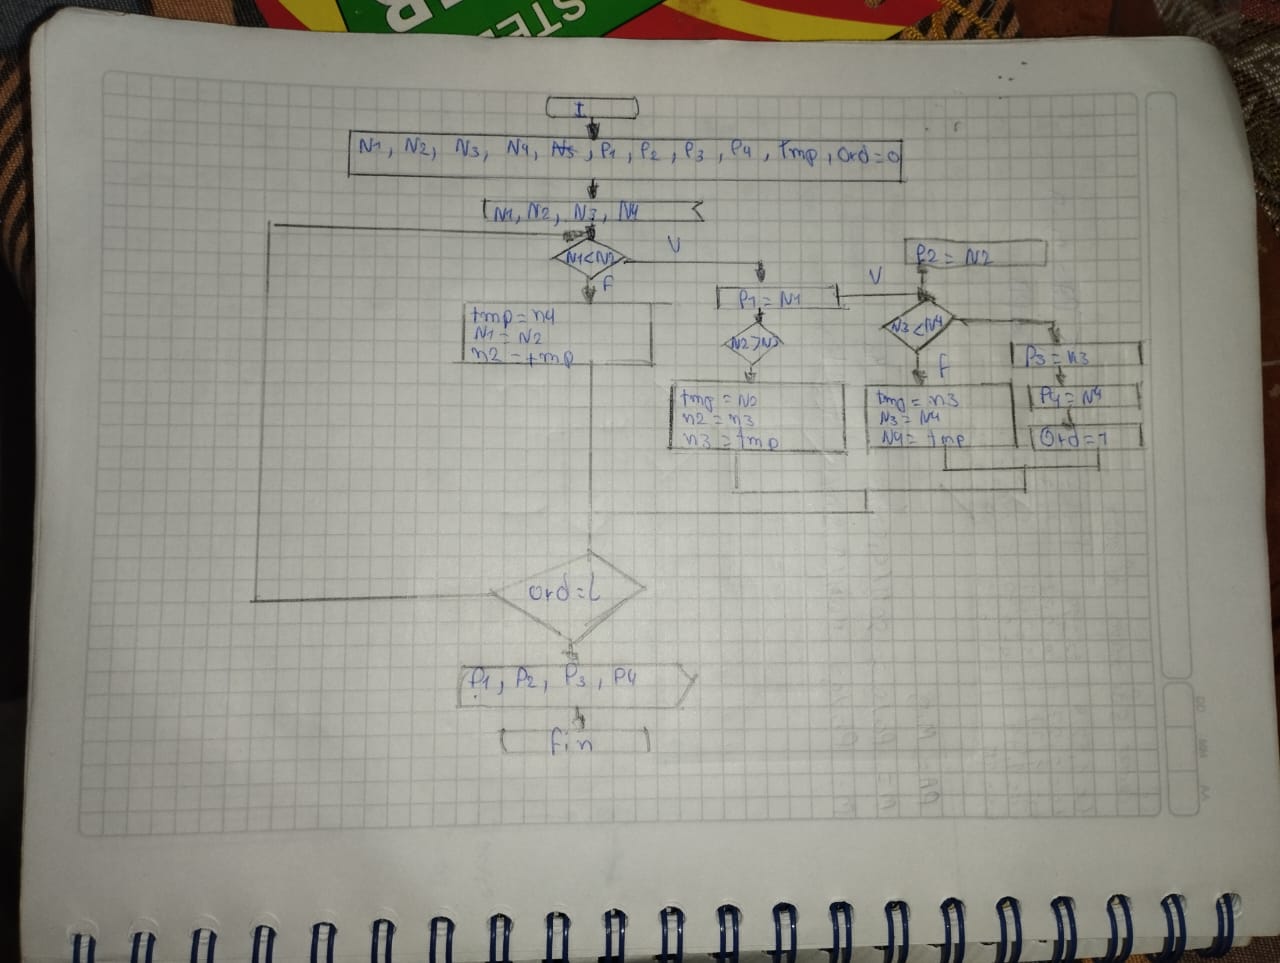 STE
ER
I
N1, N2, N3, N4, N5, P1, P2, P3, P4, tmp, Ord=0
N1, N2, N3, N4
N1<N2
V
F
P2 = N2
tmp = n4
N1 = N2
n2 = tmp
P1 = N1
V
N2>N3
N3<N4
F
P3 = n3
P4 = N4
Ord=1
tmp = N2
n2 = n3
n3 = tmp
tmp = n3
N3 = N4
N4 = tmp
Ord=1
P1, P2, P3, P4
fin